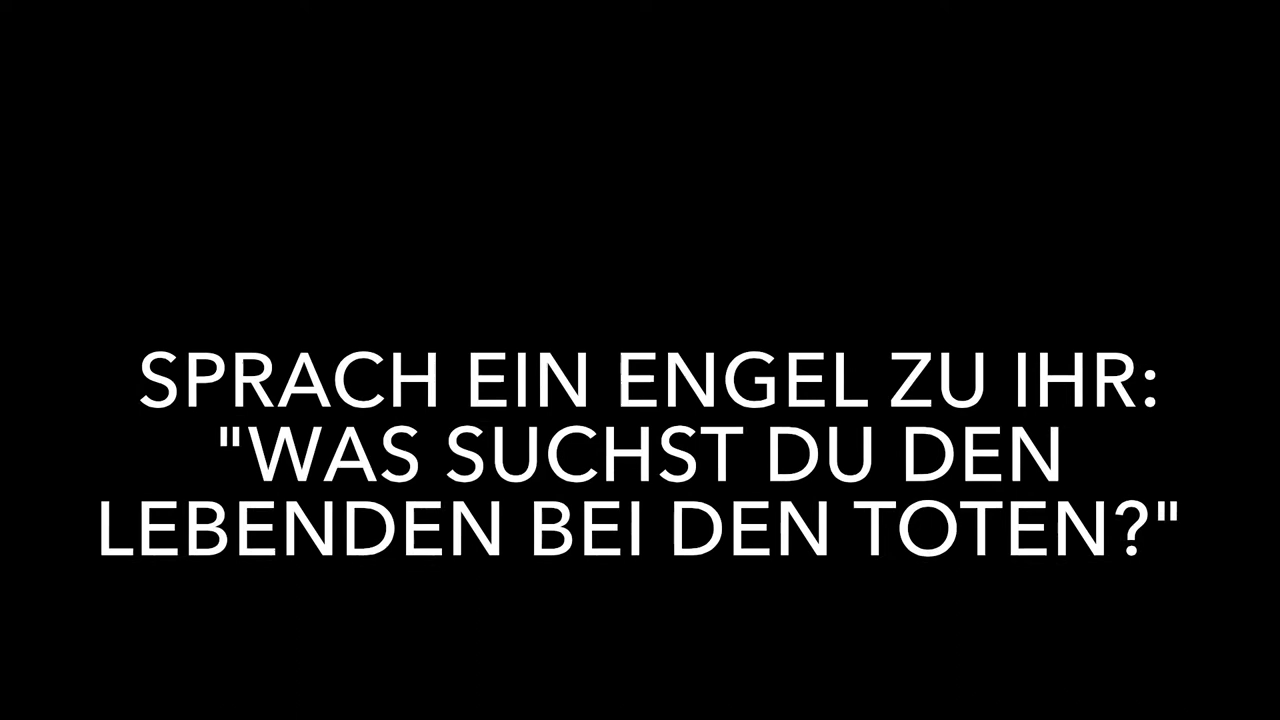 SPRACH EIN ENGEL ZU IHR:
"WAS SUCHST DU DEN
LEBENDEN BEI DEN TOTEN?"